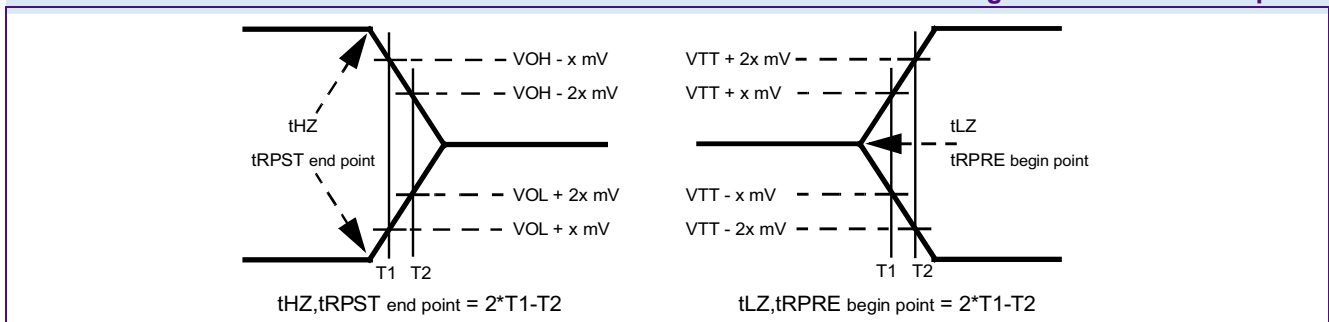 VOH - x mV
VOH - 2x mV
tHZ
tRPST end point
VOL + 2x mV
VOL + x mV
T1 T2
tHZ,tRPST end point = 2*T1-T2
VTT + 2x mV
VTT + x mV
tLZ
tRPRE begin point
VTT - x mV
VTT - 2x mV
T1 T2
tLZ,tRPRE begin point = 2*T1-T2